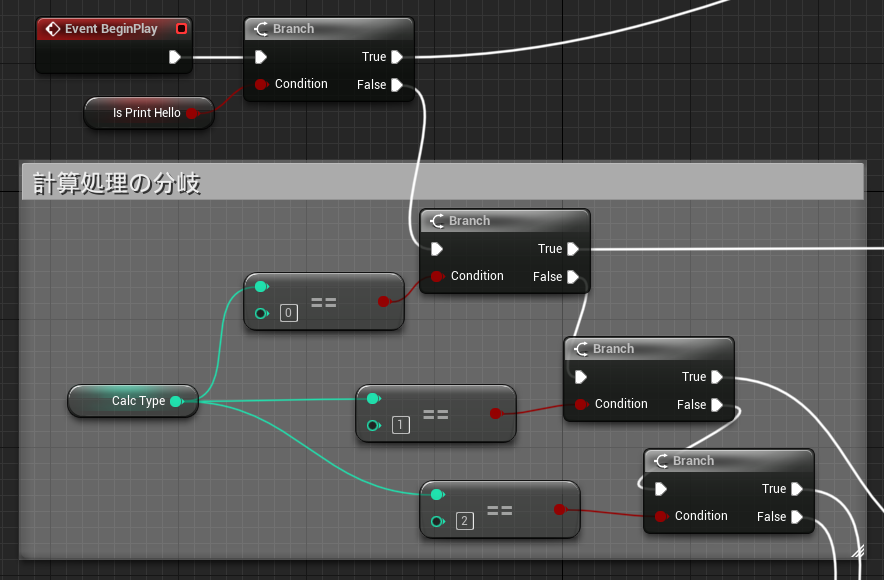 Event BeginPlay
Branch
True
Condition
False
Is Print Hello
計算処理の分岐
Branch
True
Condition
False
==
0
Branch
True
Condition
False
Calc Type
==
1
Branch
True
Condition
False
==
2